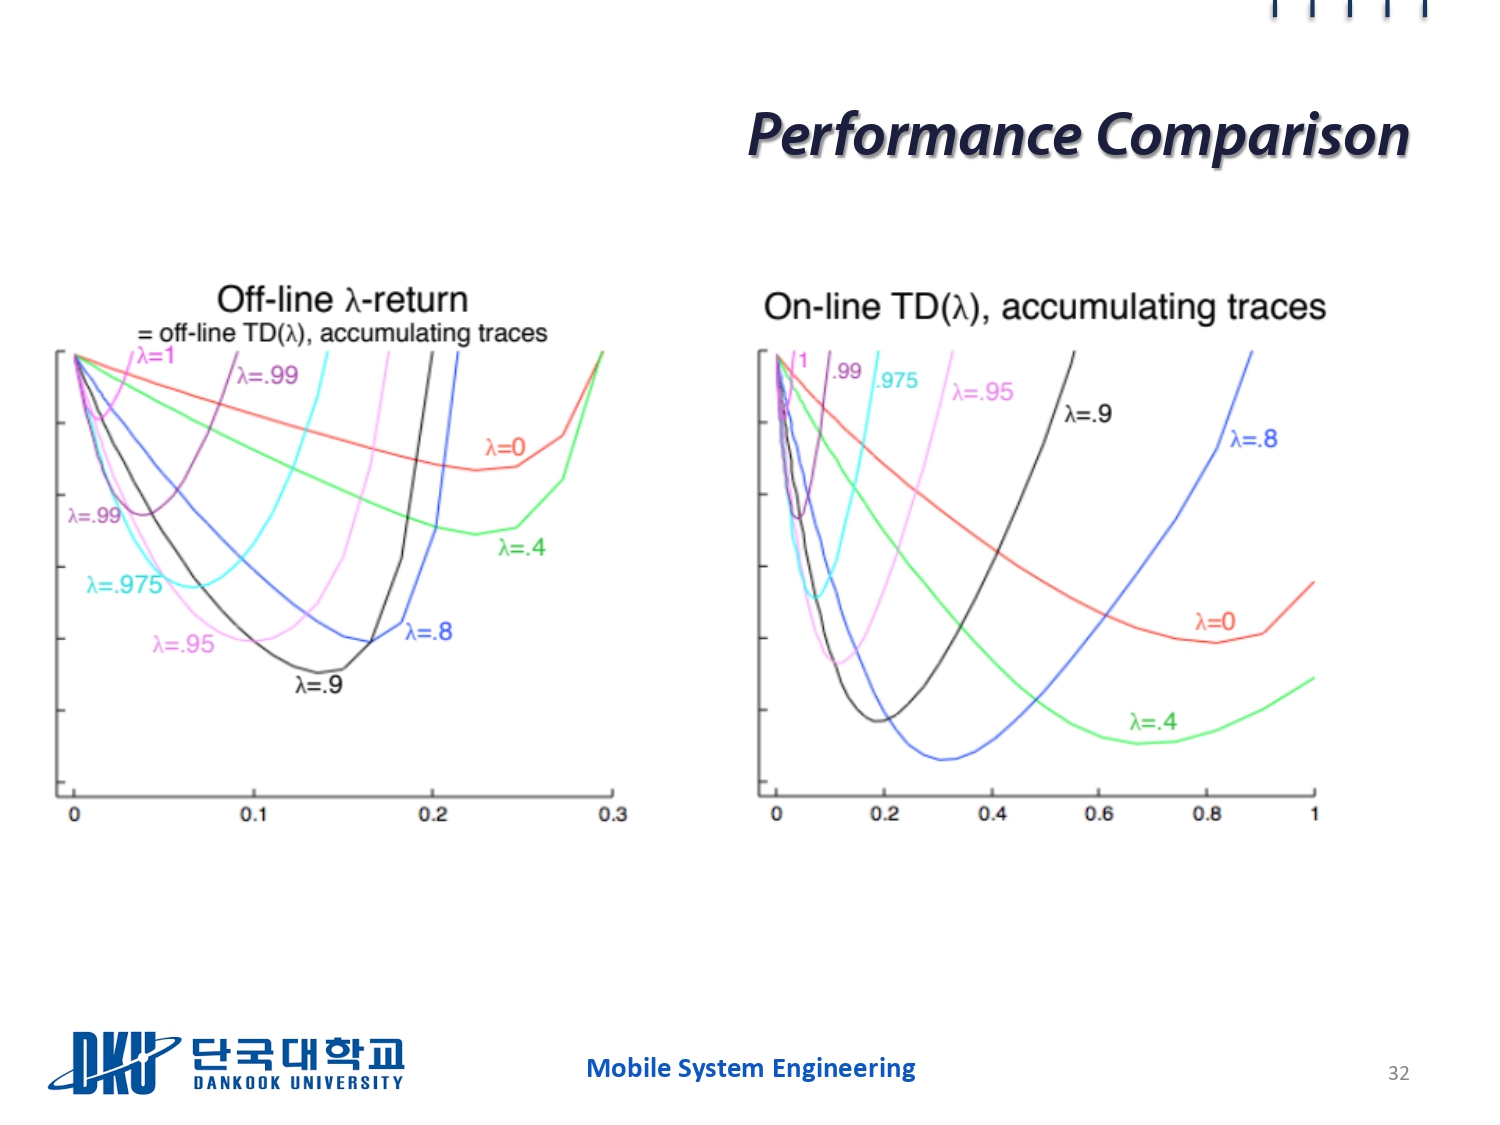 Performance Comparison
Off-line λ-return
= off-line TD(λ), accumulating traces
λ=1
λ=.99
λ=0
λ=.99
λ=.4
λ=.975
λ=.8
λ=.95
λ=.9
0
0.1
0.2
0.3
On-line TD(λ), accumulating traces
1
.99
.975
λ=.95
λ=.9
λ=.8
λ=0
λ=.4
0
0.2
0.4
0.6
0.8
1
DKU 단국대학교
DANKOOK UNIVERSITY
Mobile System Engineering
32